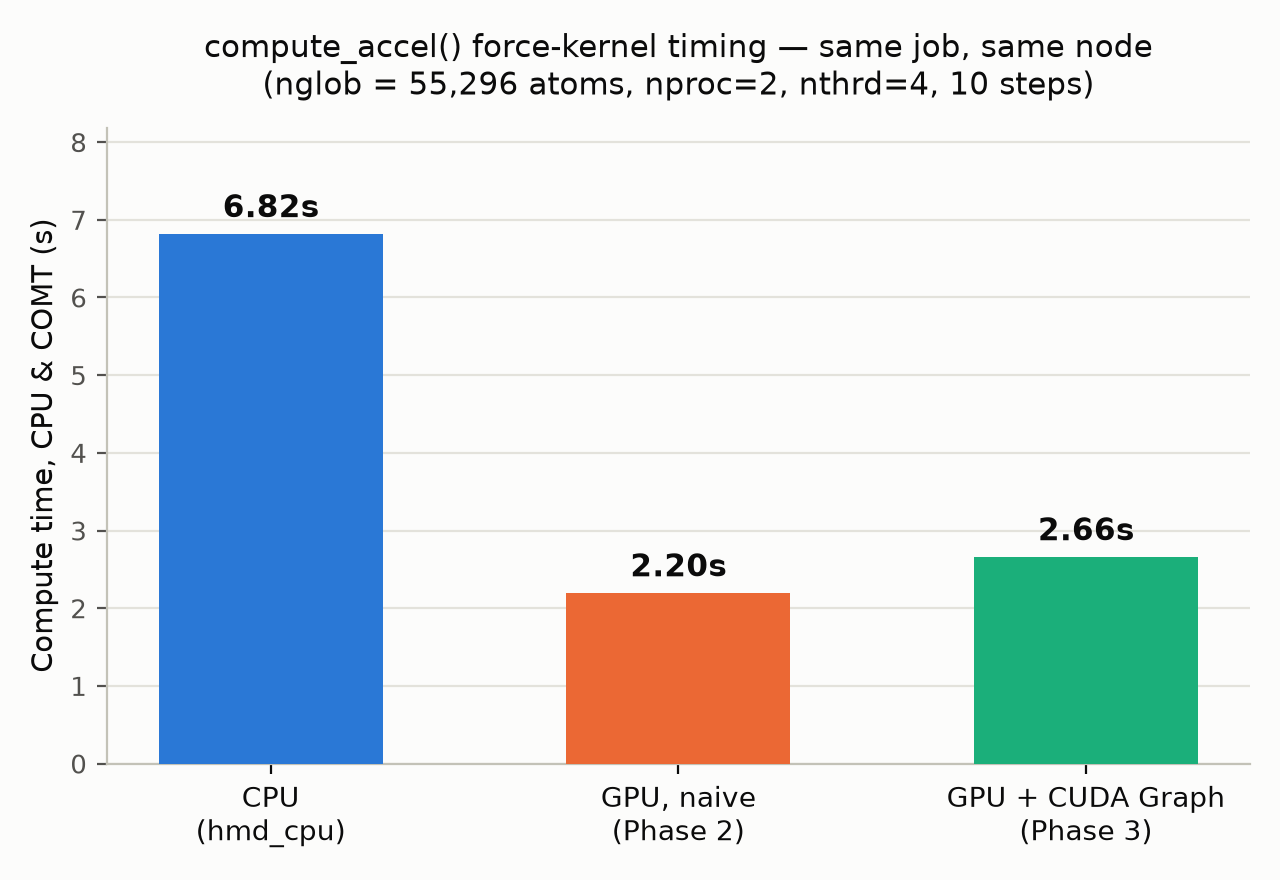 compute_accel() force-kernel timing — same job, same node
(nglob = 55,296 atoms, nproc=2, nthrd=4, 10 steps)
Compute time, CPU & COMT (s)
8
7
6
5
4
3
2
1
0
6.82s
2.20s
2.66s
CPU
(hmd_cpu)
GPU, naive
(Phase 2)
GPU + CUDA Graph
(Phase 3)